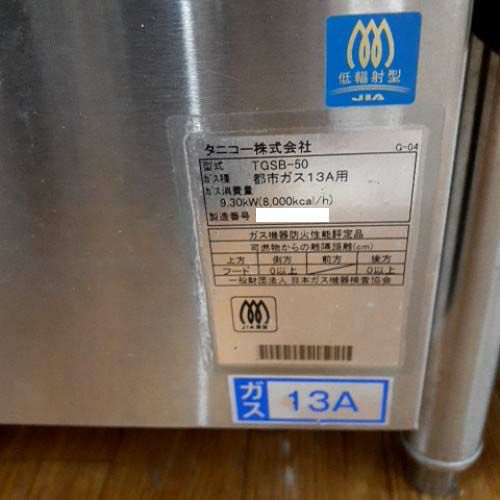 低輻射型
JIA
タニコー株式会社
G-04
型式 TGSB-50
ガス種 都市ガス13A用
ガス消費量
9.30kW(8,000kcal/h)
製造番号
ガス機器防火性能評定品
可燃物からの離隔距離(cm)
上方 側方 前方 後方
フード 0以上 0以上
一般財団法人 日本ガス機器検査協会
ガス 13A